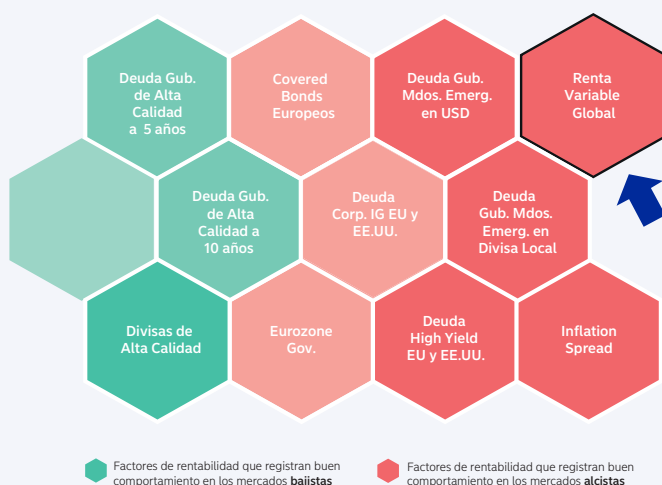 Deuda Gub.
de Alta
Calidad
a 5 años
Covered
Bonds
Europeos
Deuda Gub.
Mdos. Emerg.
en USD
Renta
Variable
Global
Deuda Gub.
de Alta
Calidad a
10 años
Deuda
Corp. IG EU y
EE.UU.
Deuda
Gub. Mdos.
Emerg. en
Divisa Local
Divisas de
Alta Calidad
Eurozone
Gov.
Deuda
High Yield
EU y EE.UU.
Inflation
Spread
Factores de rentabilidad que registran buen
comportamiento en los mercados bajistas
Factores de rentabilidad que registran buen
comportamiento en los mercados alcistas